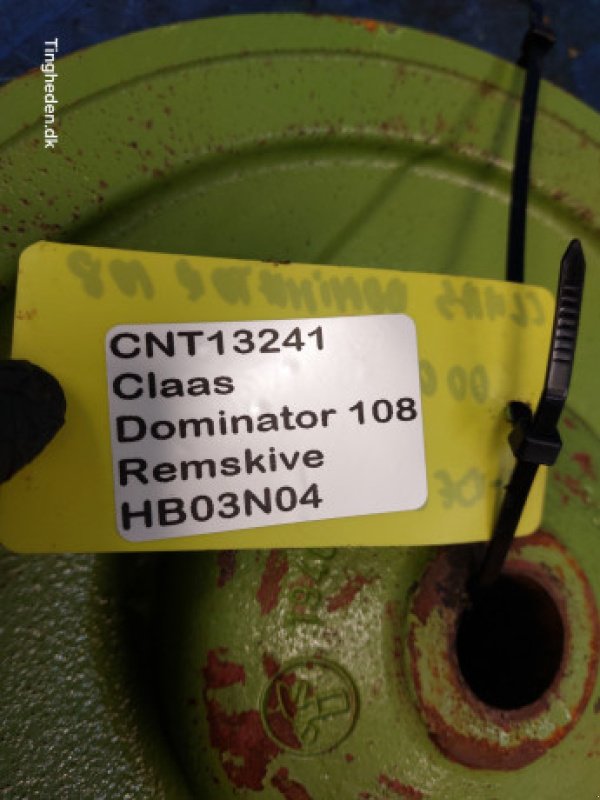 Tingheden.dk
CNT13241
Claas
Dominator 108
Remskive
HB03N04